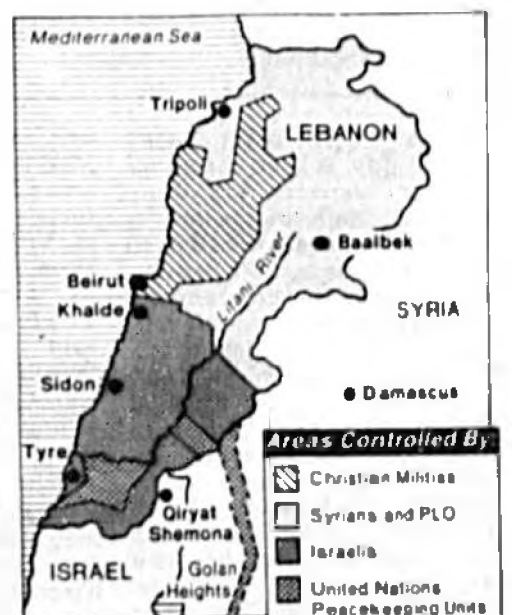 Mediterranean Sea
Tripoli
LEBANON
Baalbek
Litani River
Beirut
Khalde
SYRIA
Sidon
Damascus
Areas Controlled By:
Tyre
Christian Militias
Qiryat
Shemona
Syrians and PLO
Israelis
ISRAEL
Golan
Heights
United Nations
Peacekeeping Units